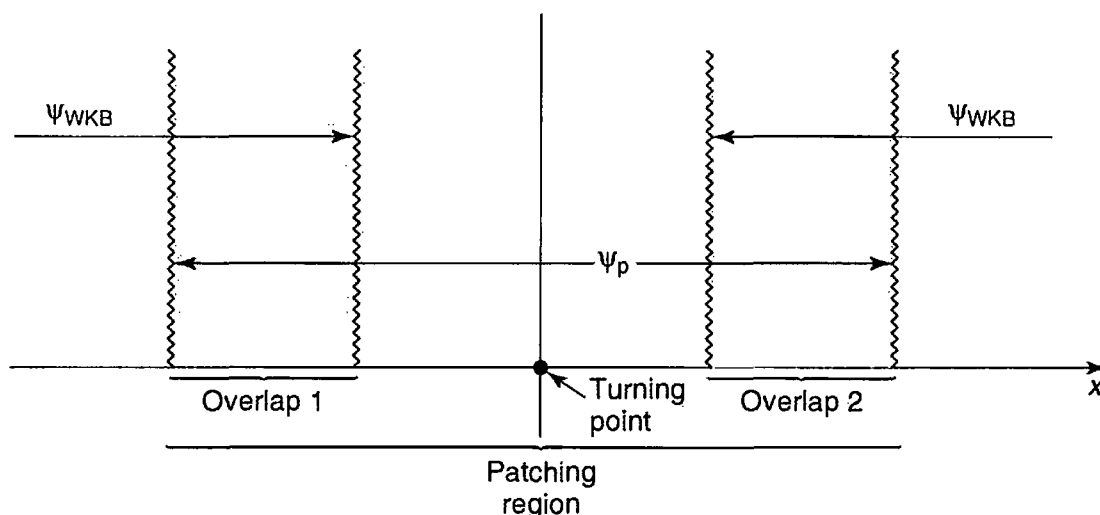 ΨWKB
ΨWKB
Ψp
x
Overlap 1
Turning
point
Overlap 2
Patching
region